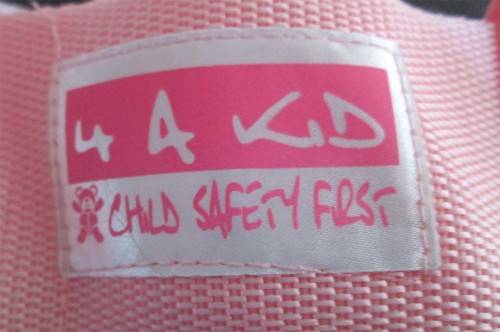 4 A KiD
CHiLD SAFETY FiRST